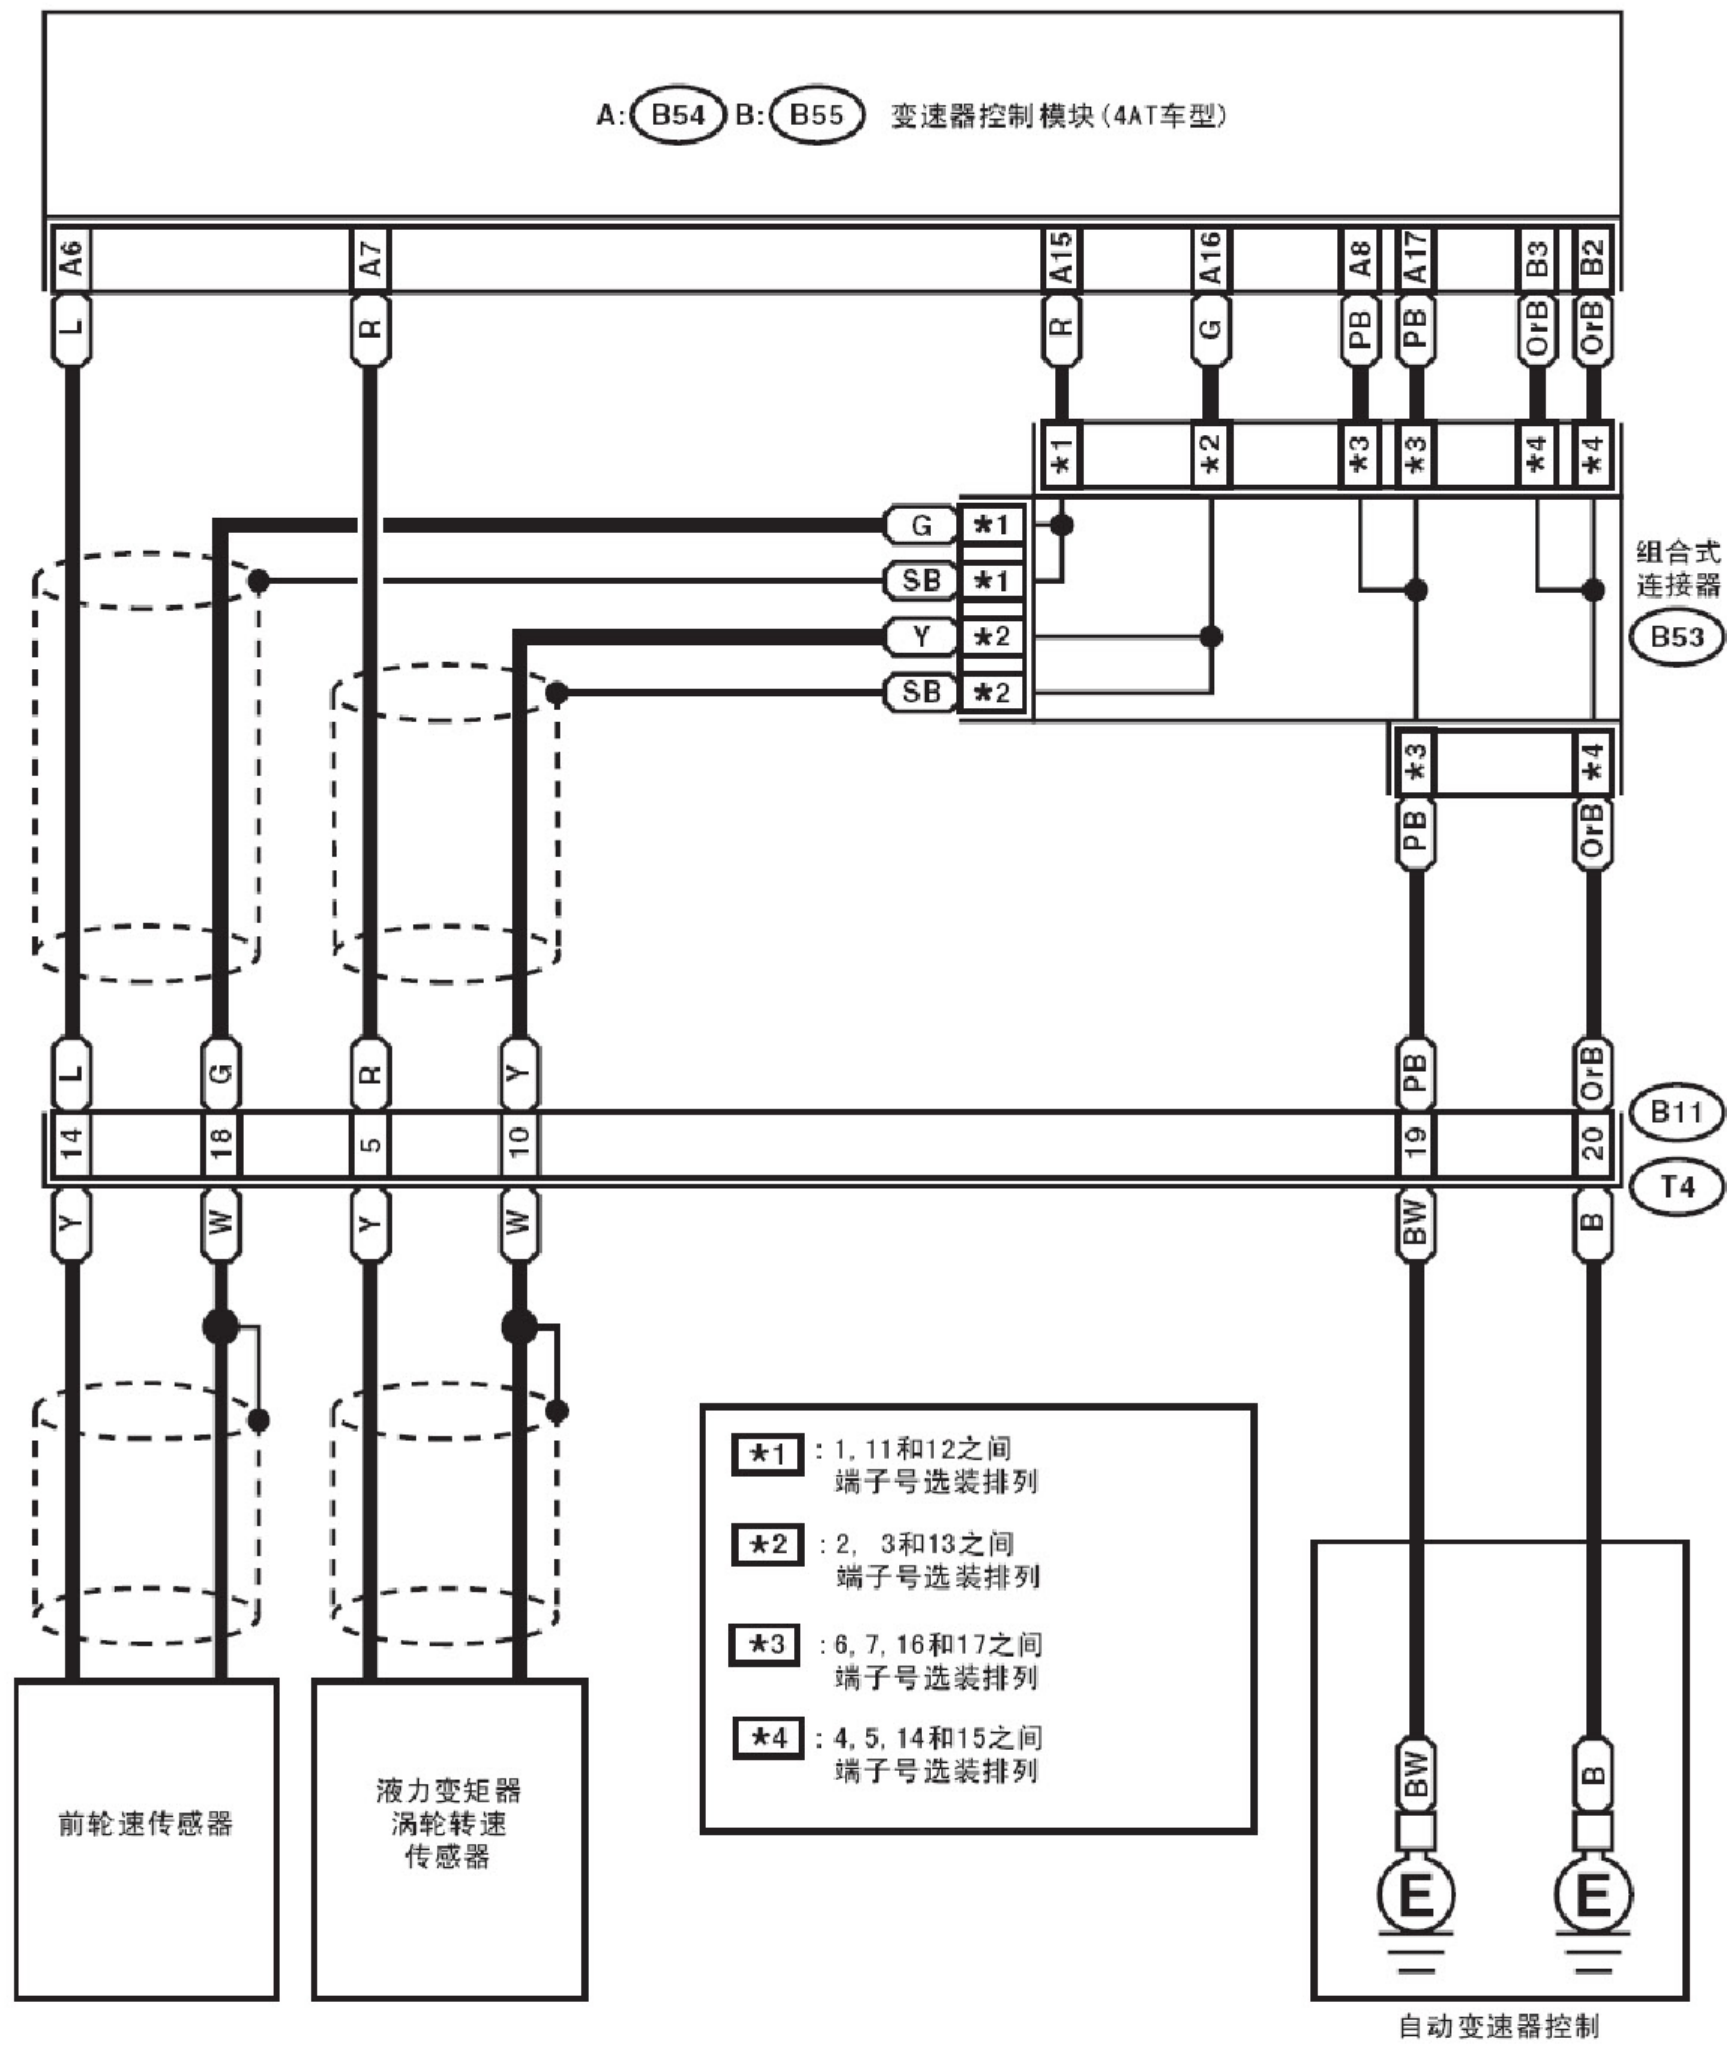 A: B54 B: B55 变速器控制模块(4AT车型)
A6 A7 A15 A16 A8 A17 B3 B2
L R R G PB PB OrB OrB
★1 ★2 ★3 ★3 ★4 ★4
G ★1
SB ★1
Y ★2
SB ★2
组合式
连接器
B53
★3 ★4
PB OrB
L G R Y PB OrB
B11
14 18 5 10 19 20
T4
Y W Y W BW B
★1 : 1, 11和12之间
端子号选装排列
★2 : 2, 3和13之间
端子号选装排列
★3 : 6, 7, 16和17之间
端子号选装排列
★4 : 4, 5, 14和15之间
端子号选装排列
前轮速传感器
液力变矩器
涡轮转速
传感器
BW B
E E
自动变速器控制